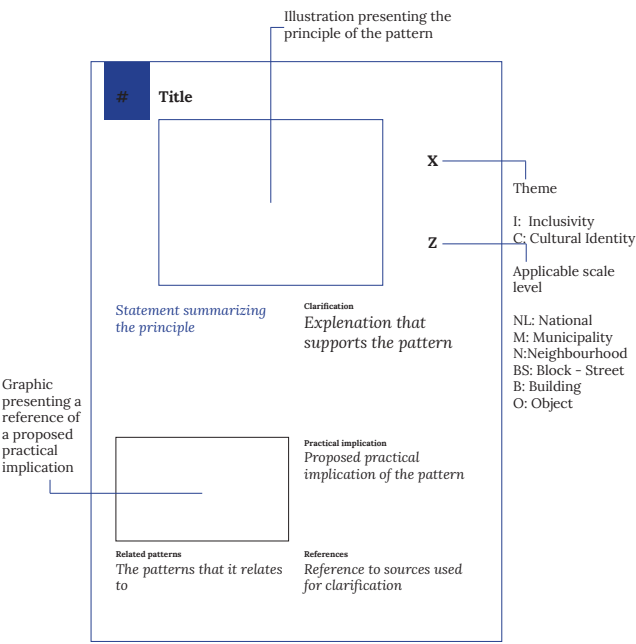 Illustration presenting the
principle of the pattern
#
Title
X
Theme
I: Inclusivity
C: Cultural Identity
Z
Applicable scale
level
NL: National
M: Municipality
N:Neighbourhood
BS: Block - Street
B: Building
O: Object
Statement summarizing
the principle
Clarification
Explenation that
supports the pattern
Graphic
presenting a
reference of
a proposed
practical
implication
Practical implication
Proposed practical
implication of the pattern
Related patterns
The patterns that it relates
to
References
Reference to sources used
for clarification